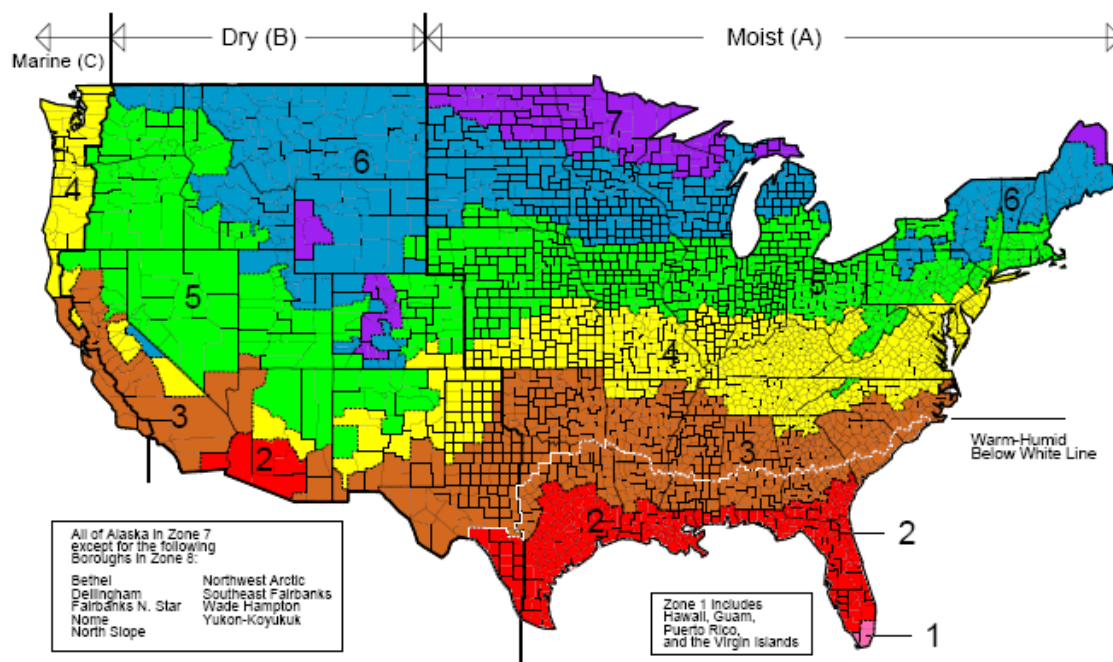 Marine (C)
Dry (B)
Moist (A)
7
6
6
4
5
5
4
3
3
2
2
Warm-Humid
Below White Line
2
1
All of Alaska in Zone 7
except for the following
Boroughs in Zone 8:
Bethel
Dellingham
Fairbanks N. Star
Nome
North Slope
Northwest Arctic
Southeast Fairbanks
Wade Hampton
Yukon-Koyukuk
Zone 1 includes
Hawaii, Guam,
Puerto Rico,
and the Virgin Islands